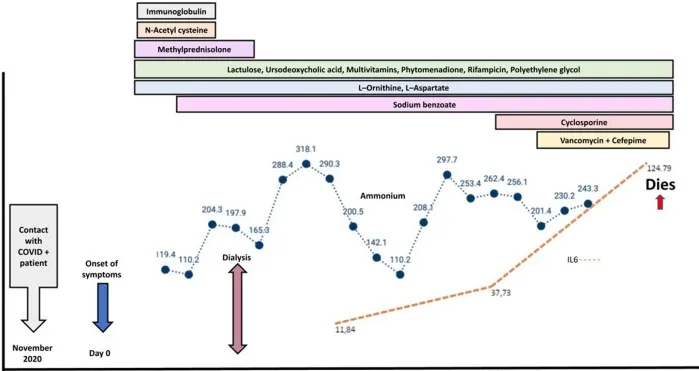 Immunoglobulin
N-Acetyl cysteine
Methylprednisolone
Lactulose, Ursodeoxycholic acid, Multivitamins, Phytomenadione, Rifampicin, Polyethylene glycol
L–Ornithine, L–Aspartate
Sodium benzoate
Cyclosporine
Vancomycin + Cefepime
318.1
288.4
290.3
297.7
124.79
Dies
253.4
262.4
256.1
Ammonium
243.3
204.3
197.9
200.5
208.1
201.4
230.2
165.3
142.1
119.4
110.2
110.2
Contact
with
COVID +
patient
Onset of
symptoms
Dialysis
IL6
37,73
11,84
November
2020
Day 0